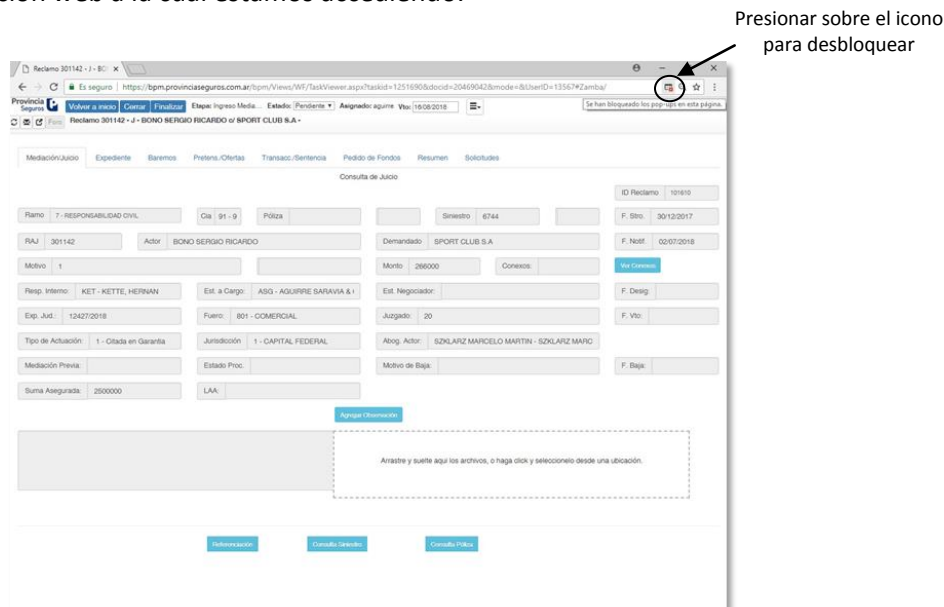 ción web a la cual estamos accediendo?
Presionar sobre el icono
para desbloquear
Reclamo 301142 - J - BO
Es seguro | https://bpm.provinciaseguros.com.ar/bpm/Views/WF/TaskViewer.aspx?taskid=1251690&docid=20469042&mode=&UserID=13567#Zamba/
Provincia Seguros Volver a inicio Cerrar Finalizar Etapa: Ingreso Media... Estado: Pendiente Asignado: aguirre Vto: 16/08/2018
Se han bloqueado los pop-ups en esta página.
Foro Reclamo 301142 - J - BONO SERGIO RICARDO c/ SPORT CLUB S.A -
Mediación/Juicio Expediente Baremos Pretens./Ofertas Transacc./Sentencia Pedido de Fondos Resumen Solicitudes
Consulta de Juicio
ID Reclamo 101610
Ramo 7 - RESPONSABILIDAD CIVIL Cia 91 - 9 Póliza Siniestro 6744 F. Stro. 30/12/2017
RAJ 301142 Actor BONO SERGIO RICARDO Demandado SPORT CLUB S.A F. Notif. 02/07/2018
Motivo 1 Monto 266000 Conexos: Ver Conexos
Resp. Interno: KET - KETTE, HERNAN Est. a Cargo: ASG - AGUIRRE SARAVIA & Est. Negociador: F. Desig:
Exp. Jud.: 12427/2018 Fuero: 801 - COMERCIAL Juzgado: 20 F. Vto:
Tipo de Actuación: 1 - Citada en Garantia Jurisdicción 1 - CAPITAL FEDERAL Abog. Actor: SZKLARZ MARCELO MARTIN - SZKLARZ MARC
Mediación Previa: Estado Proc. Motivo de Baja: F. Baja:
Suma Asegurada: 2500000 LAA:
Agregar Observación
Arrastre y suelte aqui los archivos, o haga click y seleccionelo desde una ubicación.
Referenciación Consulta Siniestro Consulta Póliza